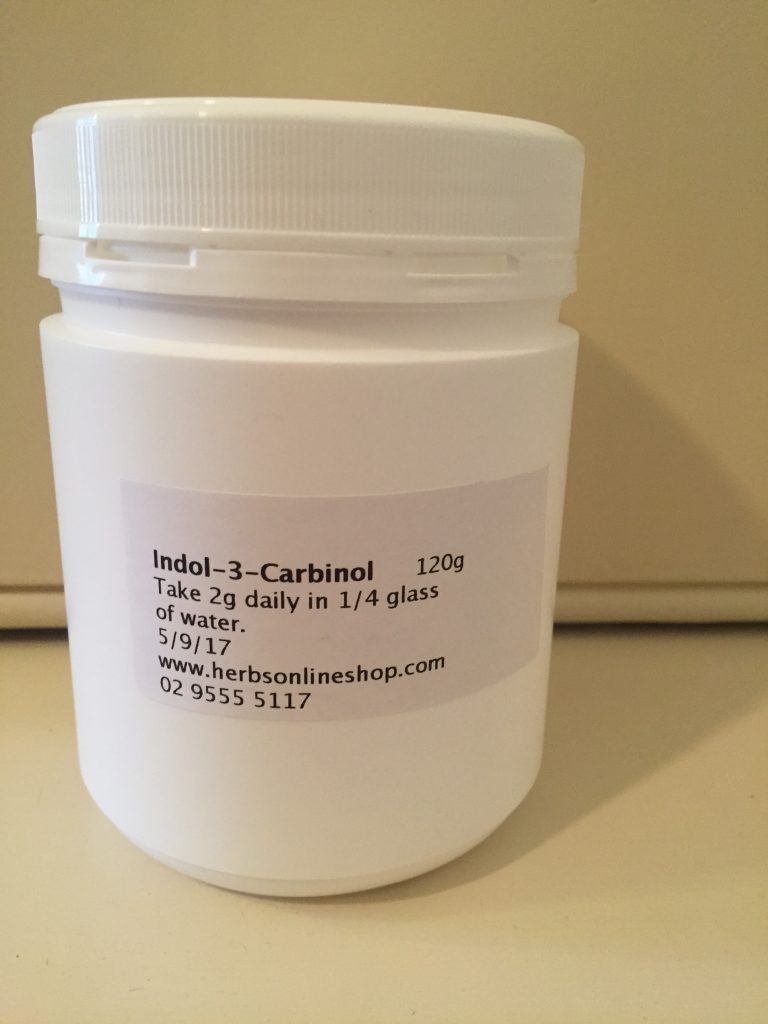 Indol-3-Carbinol 120g
Take 2g daily in 1/4 glass
of water.
5/9/17
www.herbsonlineshop.com
02 9555 5117